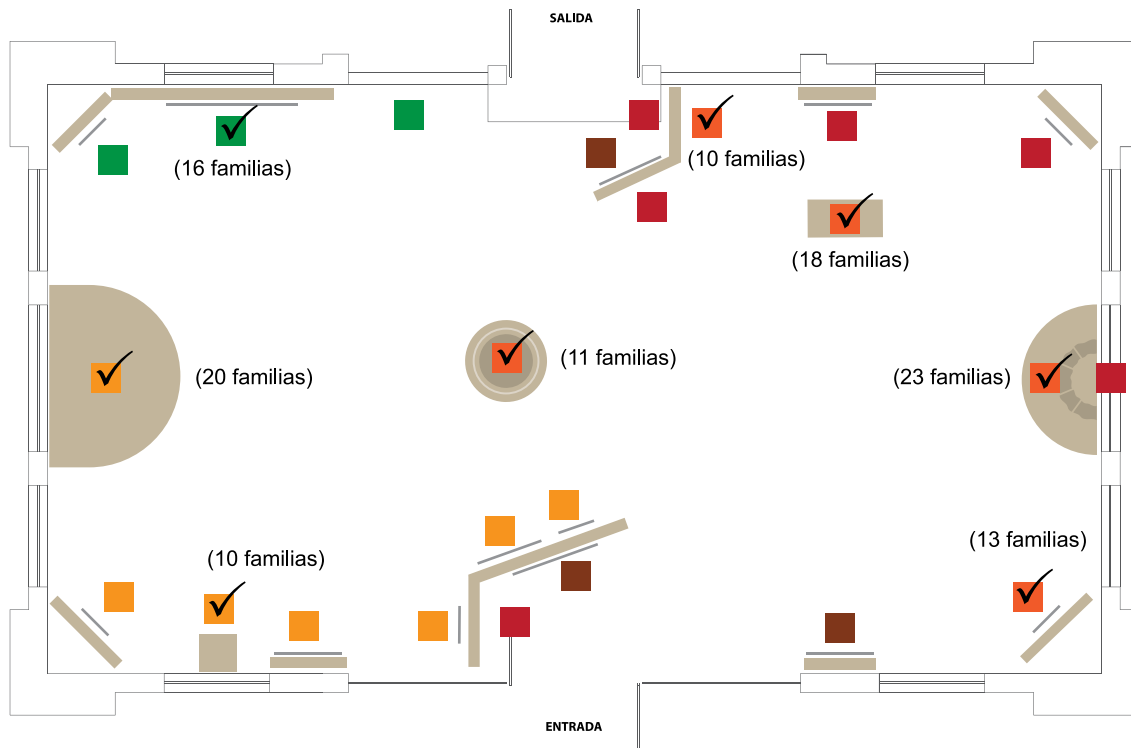 SALIDA
(10 familias)
(16 familias)
(18 familias)
(11 familias)
(20 familias)
(23 familias)
(13 familias)
(10 familias)
ENTRADA